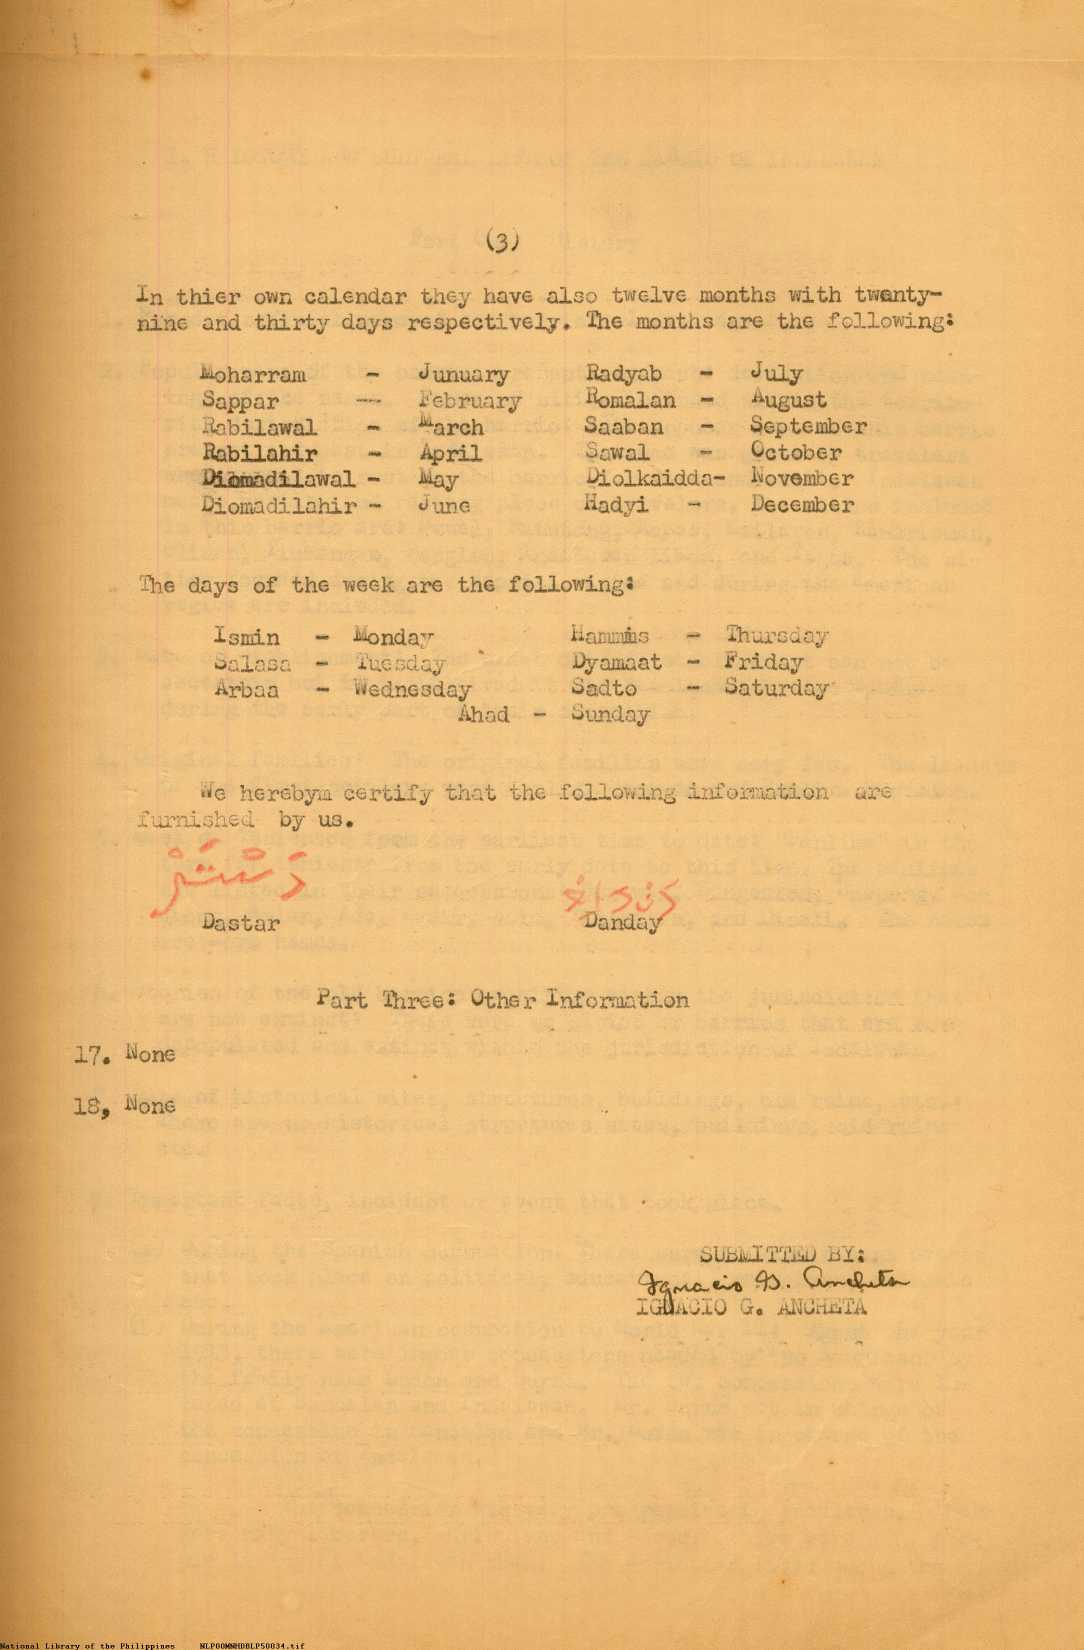 (3)
In thier own calendar they have also twelve months with twenty-
nine and thirty days respectively. The months are the following:
Moharram - Junuary Radyab - July
Sappar --- February Romalan - August
Rabilawal - March Saaban - September
Rabilahir - April Sawal - October
Diomadilawal - May Diolkaidda- November
Diomadilahir - June Hadyi - December
The days of the week are the following:
Ismin - Monday Hammis - Thursday
Salasa - Tuesday Dyamaat - Friday
Arbaa - Wednesday Sadto - Saturday
Ahad - Sunday
We herebym certify that the following information are
furnished by us.
Dastar Danday
Part Three: Other Information
17. None
18, None
SUBMITTED BY:
Ignacio G. Ancheta
IGNACIO G. ANCHETA
National Library of the Philippines NLP00MNHDBLP50034.tif